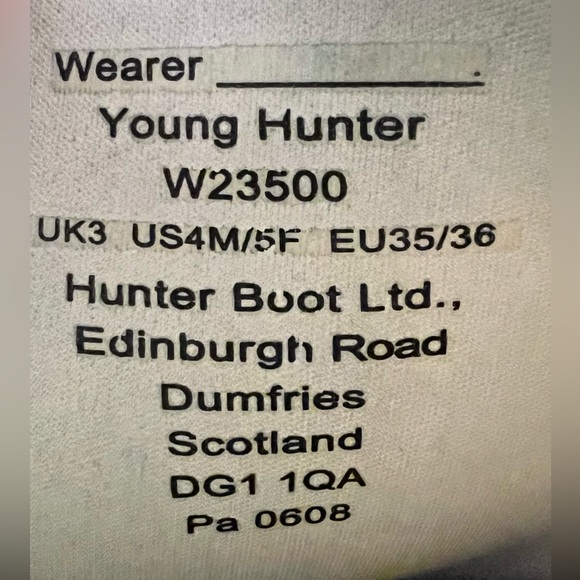 Wearer ________.
Young Hunter
W23500
UK3 US4M/5F EU35/36
Hunter Boot Ltd.,
Edinburgh Road
Dumfries
Scotland
DG1 1QA
Pa 0608